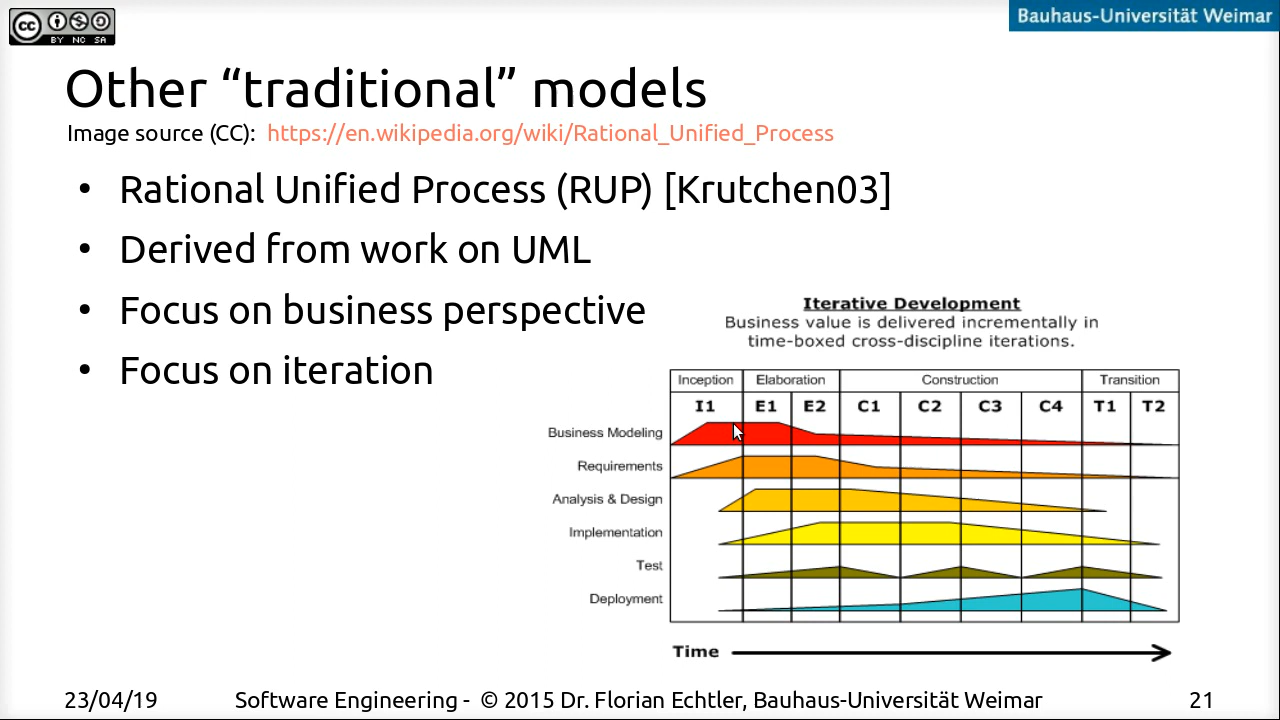 cc
BY NC SA
Bauhaus-Universität Weimar
Other “traditional” models
Image source (CC): https://en.wikipedia.org/wiki/Rational_Unified_Process
• Rational Unified Process (RUP) [Krutchen03]
• Derived from work on UML
• Focus on business perspective
• Focus on iteration
Iterative Development
Business value is delivered incrementally in
time-boxed cross-discipline iterations.
Inception Elaboration Construction Transition
I1 E1 E2 C1 C2 C3 C4 T1 T2
Business Modeling
Requirements
Analysis & Design
Implementation
Test
Deployment
Time
23/04/19 Software Engineering - © 2015 Dr. Florian Echtler, Bauhaus-Universität Weimar 21